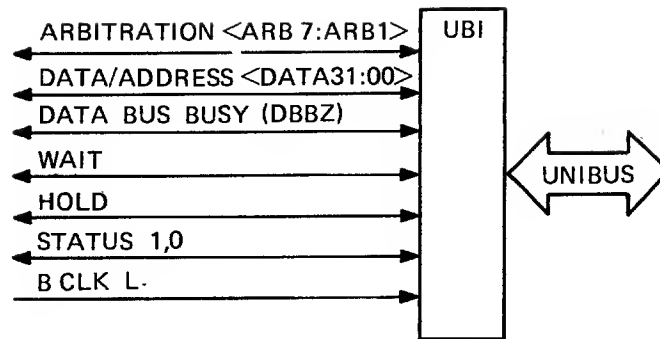 ARBITRATION <ARB 7:ARB1>
UBI
DATA/ADDRESS <DATA31:00>
DATA BUS BUSY (DBBZ)
WAIT
UNIBUS
HOLD
STATUS 1,0
B CLK L